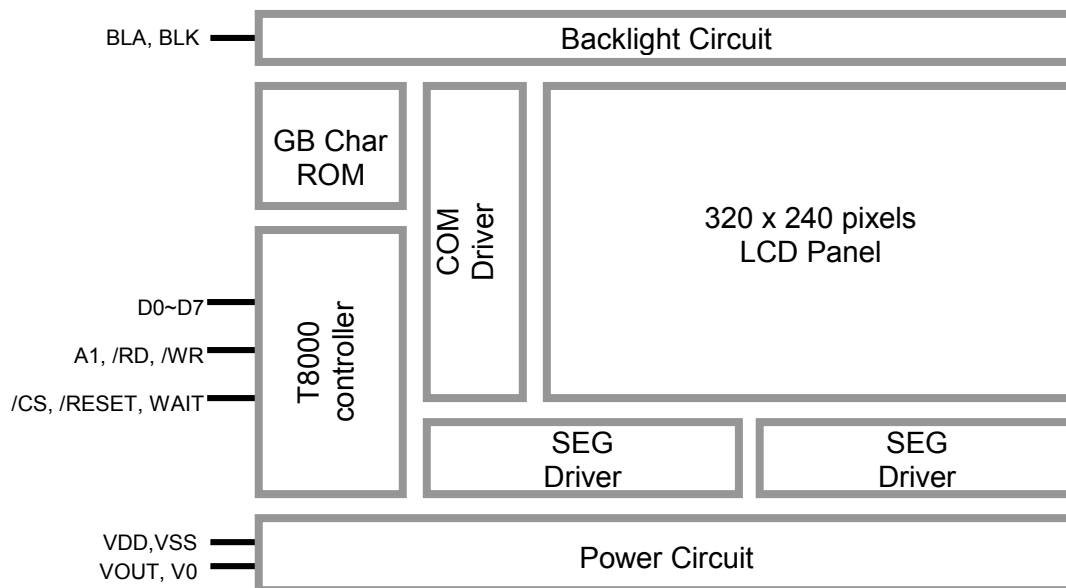 BLA, BLK
Backlight Circuit
GB Char
ROM
COM
Driver
320 x 240 pixels
LCD Panel
D0~D7
A1, /RD, /WR
/CS, /RESET, WAIT
T8000
controller
SEG
Driver
SEG
Driver
VDD,VSS
VOUT, V0
Power Circuit